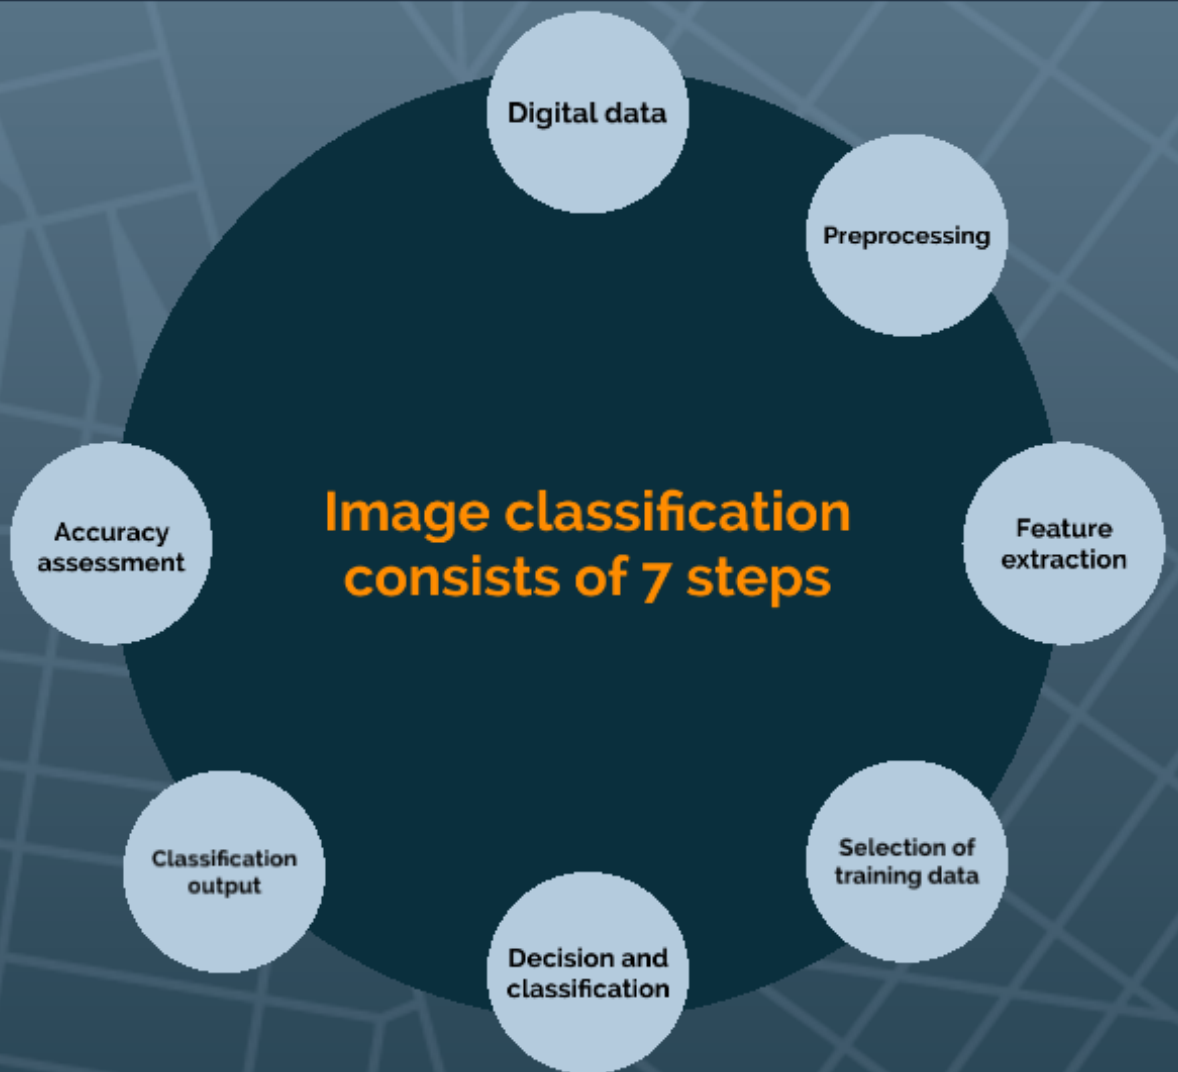 Digital data
Preprocessing
Feature
extraction
Selection of
training data
Decision and
classification
Classification
output
Accuracy
assessment
Image classification
consists of 7 steps